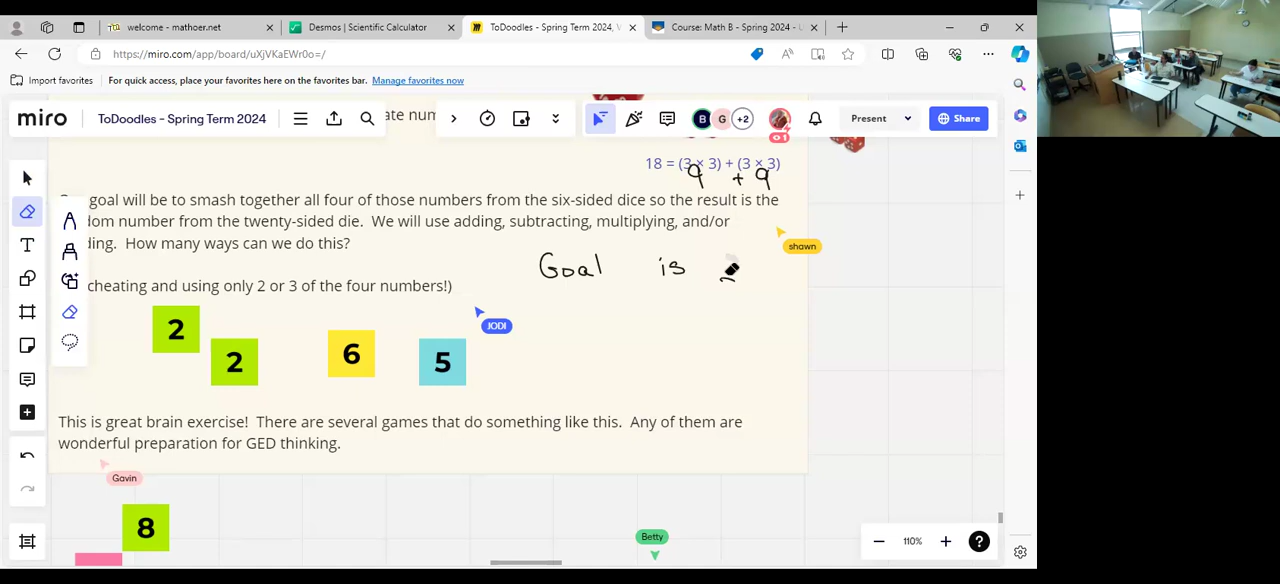 welcome - mathoer.net
Desmos | Scientific Calculator
ToDoodles - Spring Term 2024, V
Course: Math B - Spring 2024 - 
https://miro.com/app/board/uXjVKaEWr0o=/
Import favorites
For quick access, place your favorites here on the favorites bar. Manage favorites now
miro
ToDoodles - Spring Term 2024
ate num
B
G
+2
1
Present
Share
18 = (3 × 3) + (3 × 3)
9 + 9
goal will be to smash together all four of those numbers from the six-sided dice so the result is the
dom number from the twenty-sided die. We will use adding, subtracting, multiplying, and/or
ding. How many ways can we do this?
shawn
Goal is
cheating and using only 2 or 3 of the four numbers!)
JODI
2
2
6
5
This is great brain exercise! There are several games that do something like this. Any of them are
wonderful preparation for GED thinking.
Gavin
8
Betty
110%